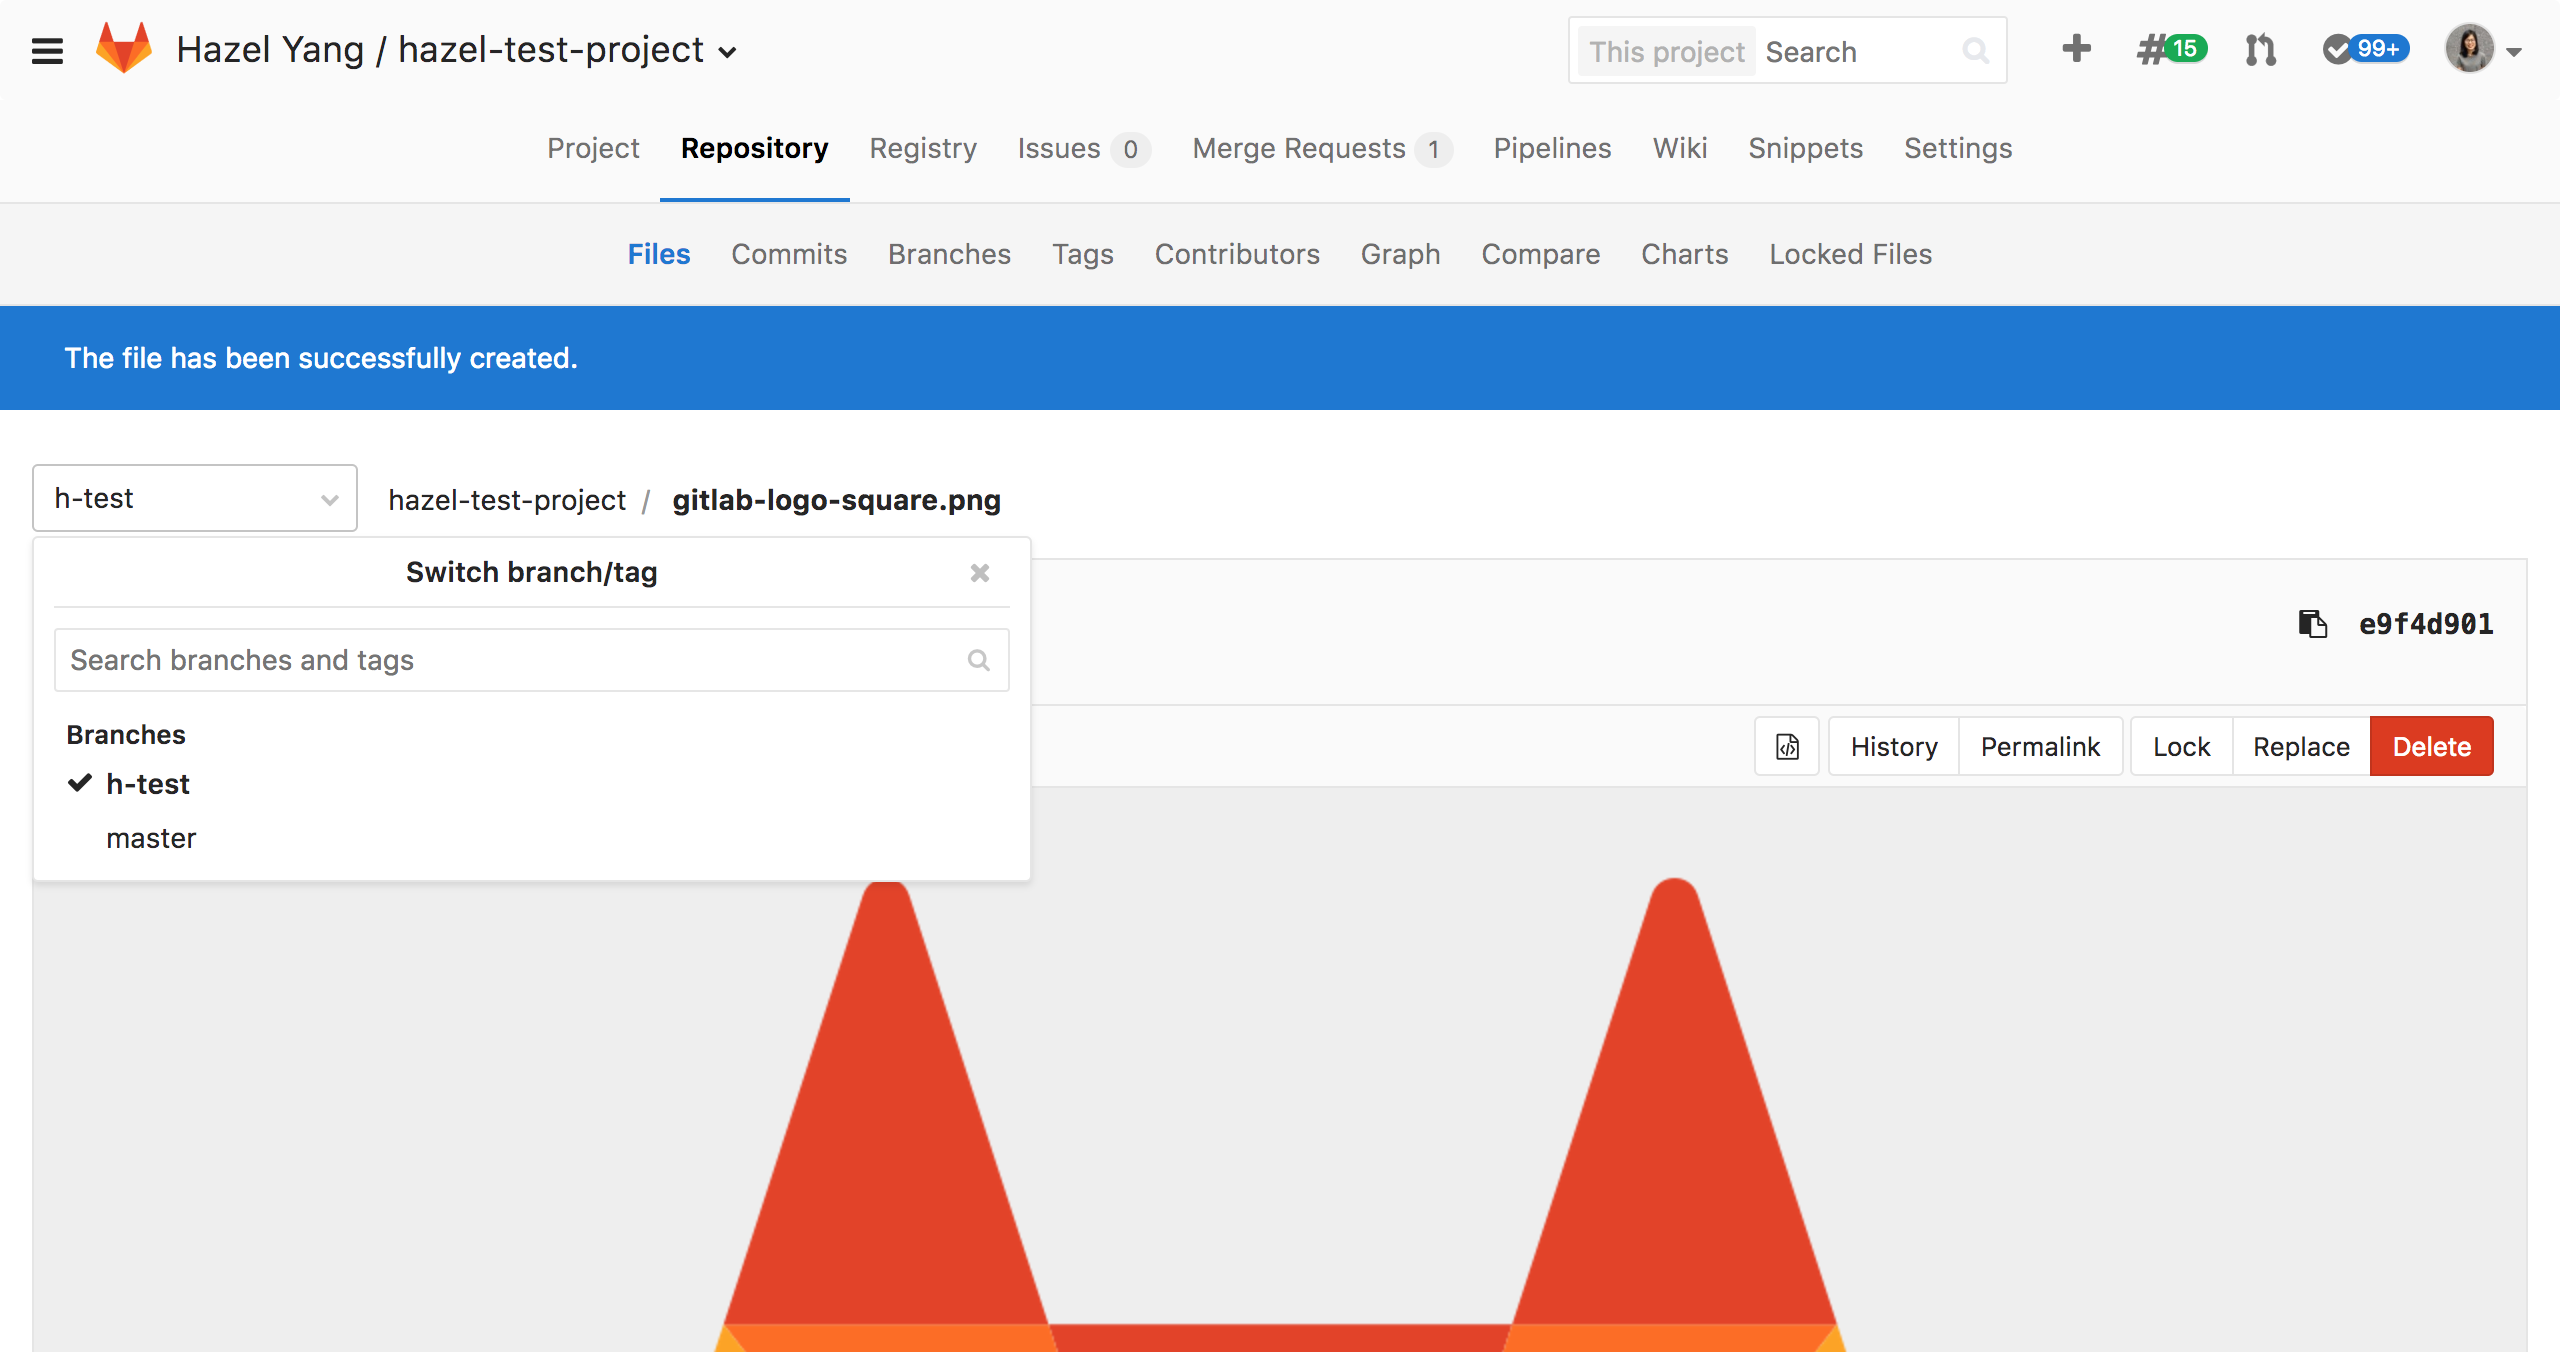 Hazel Yang / hazel-test-project
This project Search
15
99+
Project Repository Registry Issues 0 Merge Requests 1 Pipelines Wiki Snippets Settings
Files Commits Branches Tags Contributors Graph Compare Charts Locked Files
The file has been successfully created.
h-test
hazel-test-project / gitlab-logo-square.png
Switch branch/tag
e9f4d901
Search branches and tags
Branches
History Permalink Lock Replace Delete
h-test
master